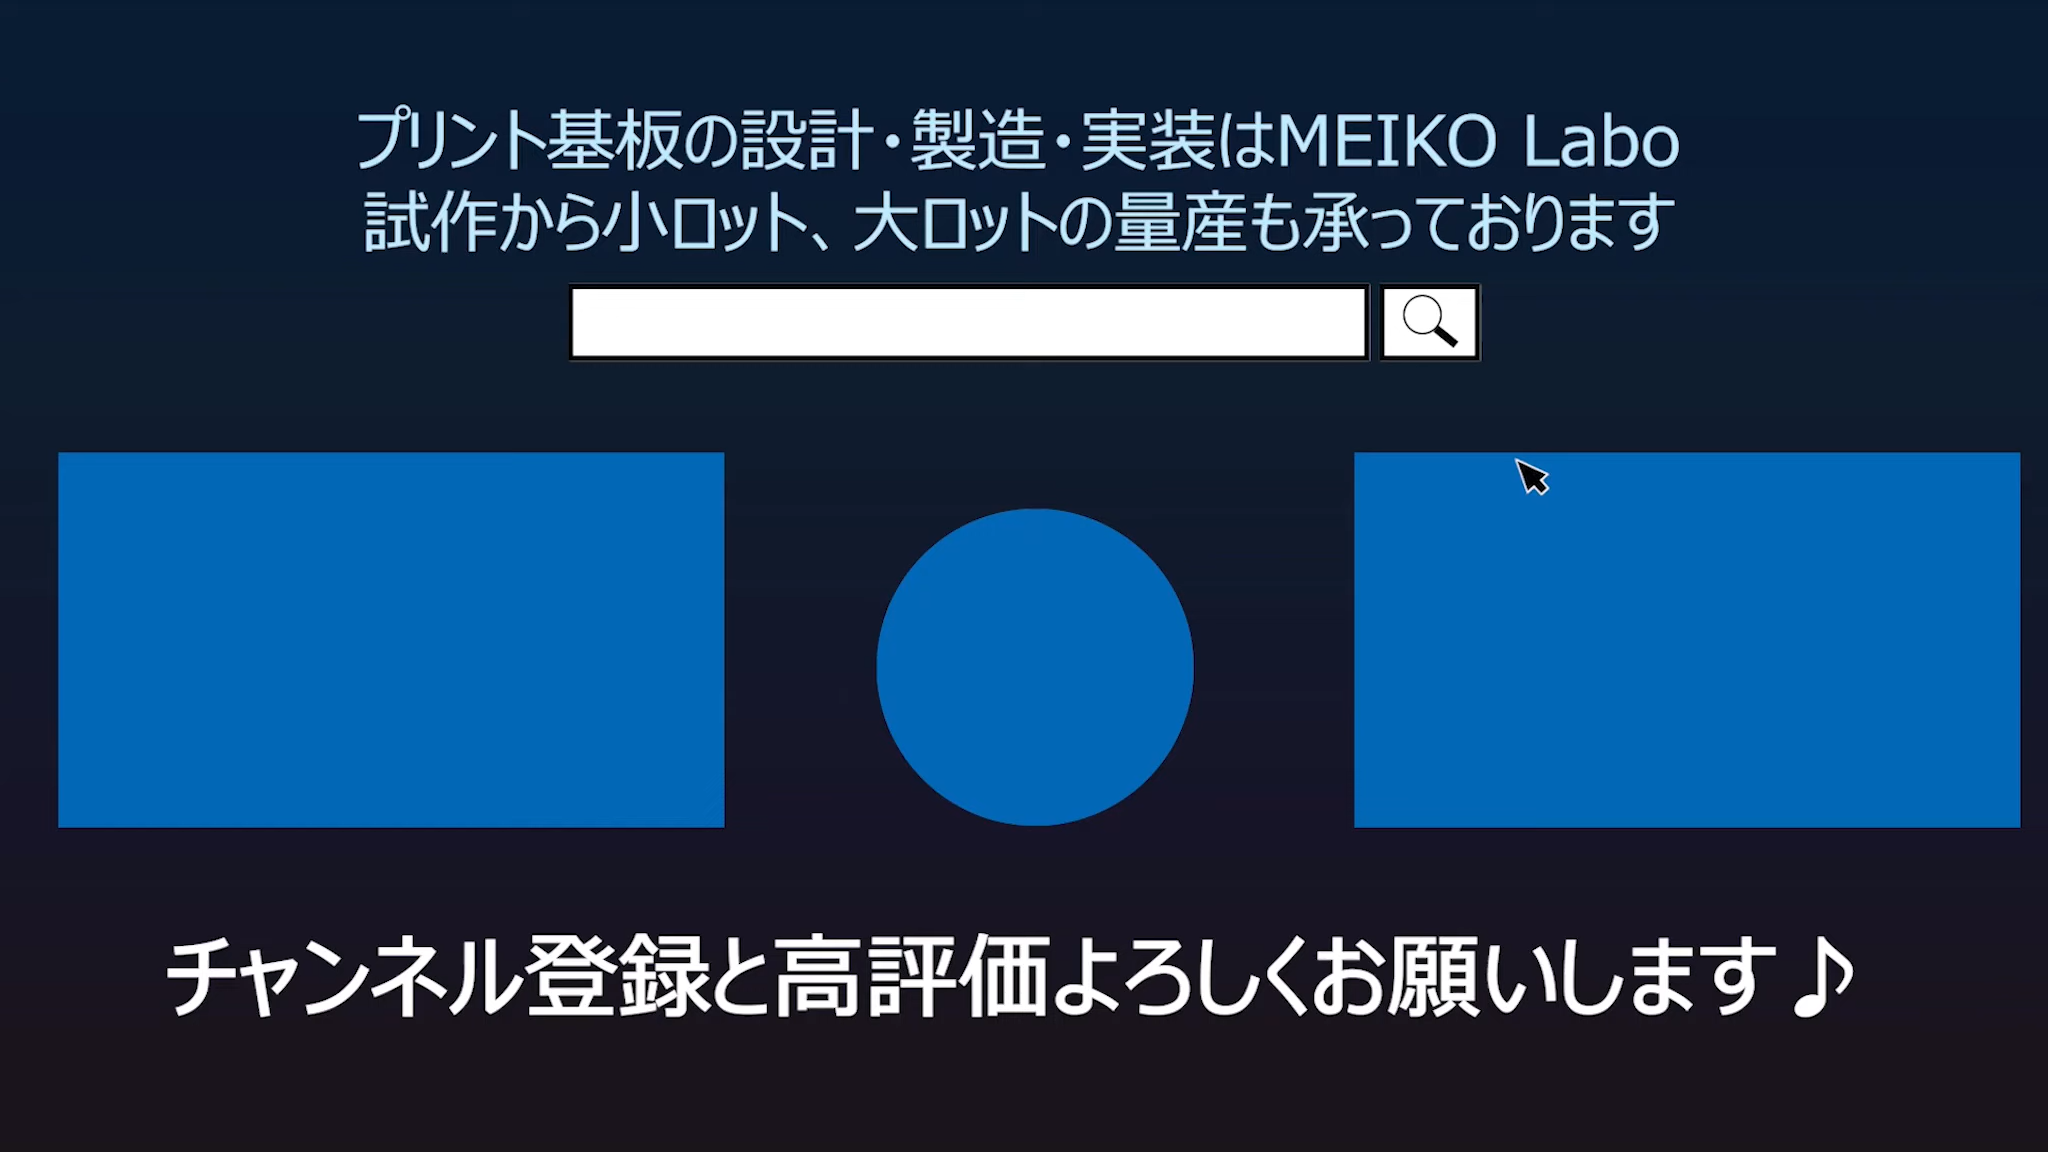 プリント基板の設計・製造・実装はMEIKO Labo
試作から小ロット、大ロットの量産も承っております
チャンネル登録と高評価よろしくお願いします♪